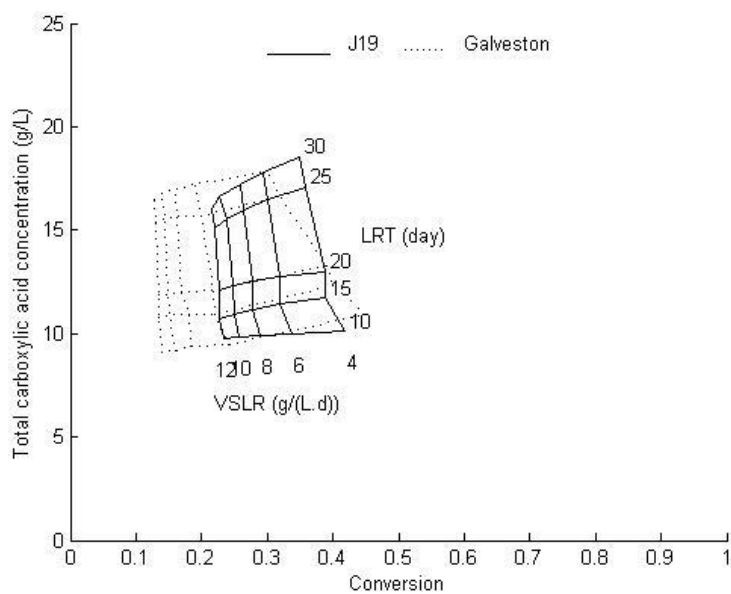 25
J19 Galveston
20
30
25
15
LRT (day)
20
15
10
10
12 10 8 6 4
VSLR (g/(L.d))
5
0
0 0.1 0.2 0.3 0.4 0.5 0.6 0.7 0.8 0.9 1
Conversion
Total carboxylic acid concentration (g/L)